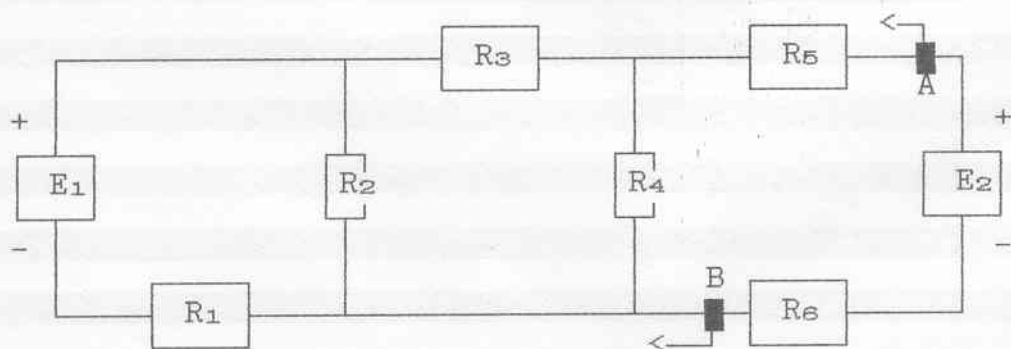 R₃ R₅ A
+ +
E₁ R₂ R₄ E₂
- -
B
R₁ R₆